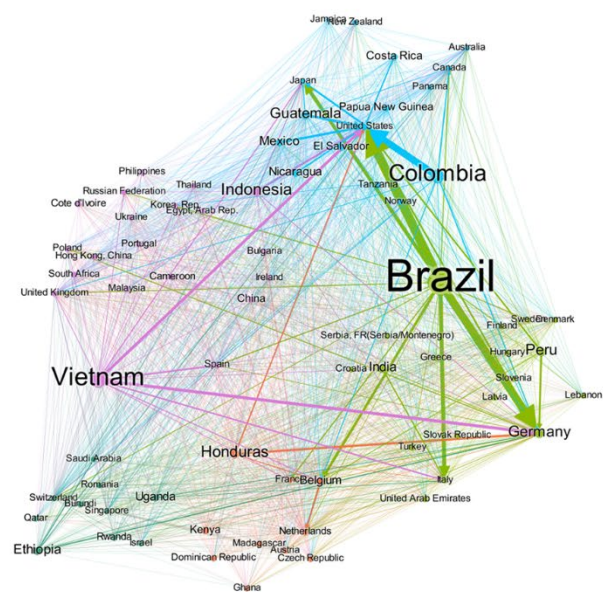 Jamaica
New Zealand
Australia
Costa Rica
Canada
Japan
Panama
Papua New Guinea
Guatemala
United States
Mexico
El Salvador
Nicaragua
Colombia
Philippines
Thailand
Tanzania
Russian Federation
Indonesia
Norway
Cote d'Ivoire
Korea, Rep.
Egypt, Arab Rep.
Ukraine
Poland
Portugal
Hong Kong, China
Bulgaria
South Africa
Cameroon
Ireland
Brazil
Malaysia
United Kingdom
China
Sweden
Denmark
Finland
Serbia, FR(Serbia/Montenegro)
Hungary
Peru
Greece
Spain
Croatia
India
Vietnam
Slovenia
Latvia
Lebanon
Germany
Slovak Republic
Turkey
Honduras
Saudi Arabia
France
Belgium
Italy
Romania
Switzerland
Burundi
Uganda
United Arab Emirates
Singapore
Qatar
Kenya
Netherlands
Rwanda
Israel
Madagascar
Austria
Ethiopia
Dominican Republic
Czech Republic
Ghana